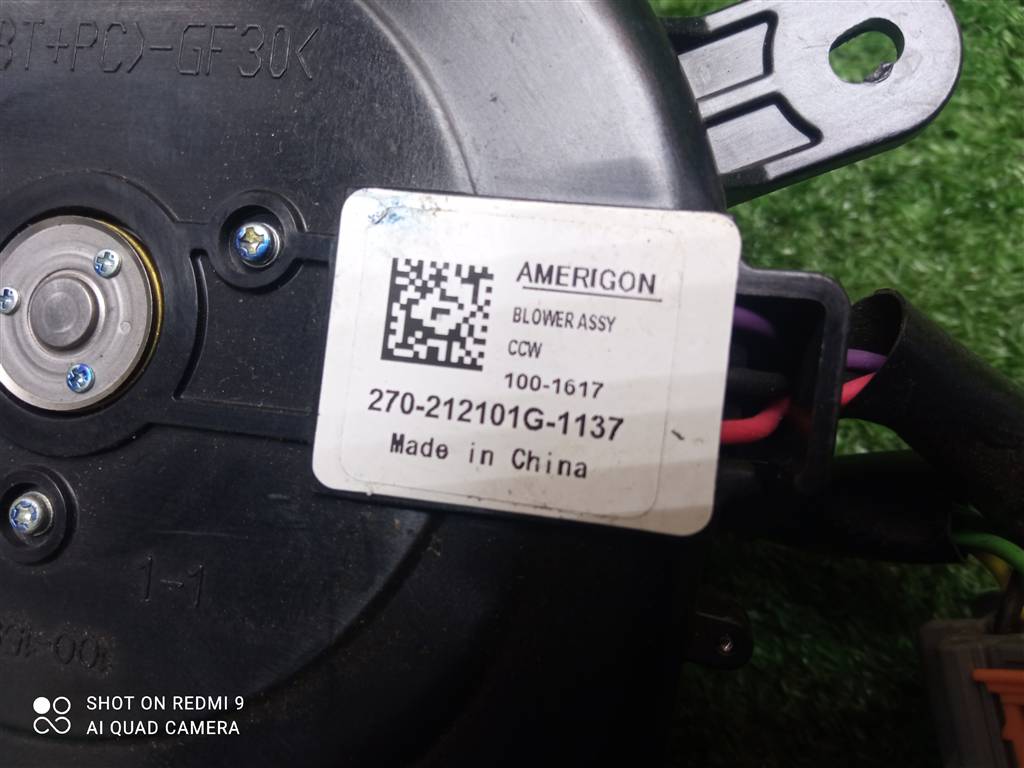 BT+PC>-GF30<
AMERIGON
BLOWER ASSY
CCW
100-1617
270-212101G-1137
Made in China
1-1
SHOT ON REDMI 9
AI QUAD CAMERA